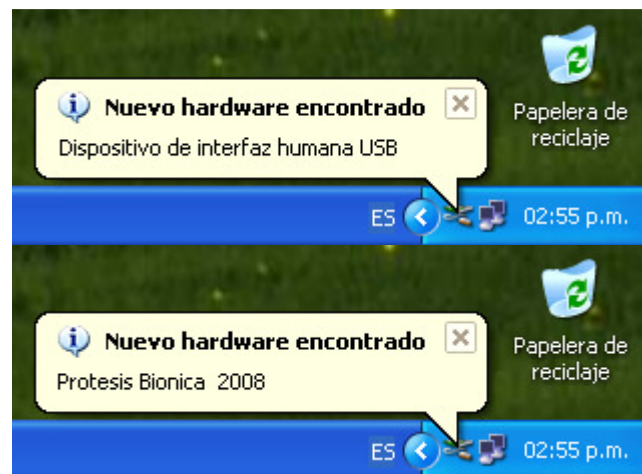 Nuevo hardware encontrado
Dispositivo de interfaz humana USB
Papelera de
reciclaje
ES
02:55 p.m.
Nuevo hardware encontrado
Protesis Bionica 2008
Papelera de
reciclaje
ES
02:55 p.m.